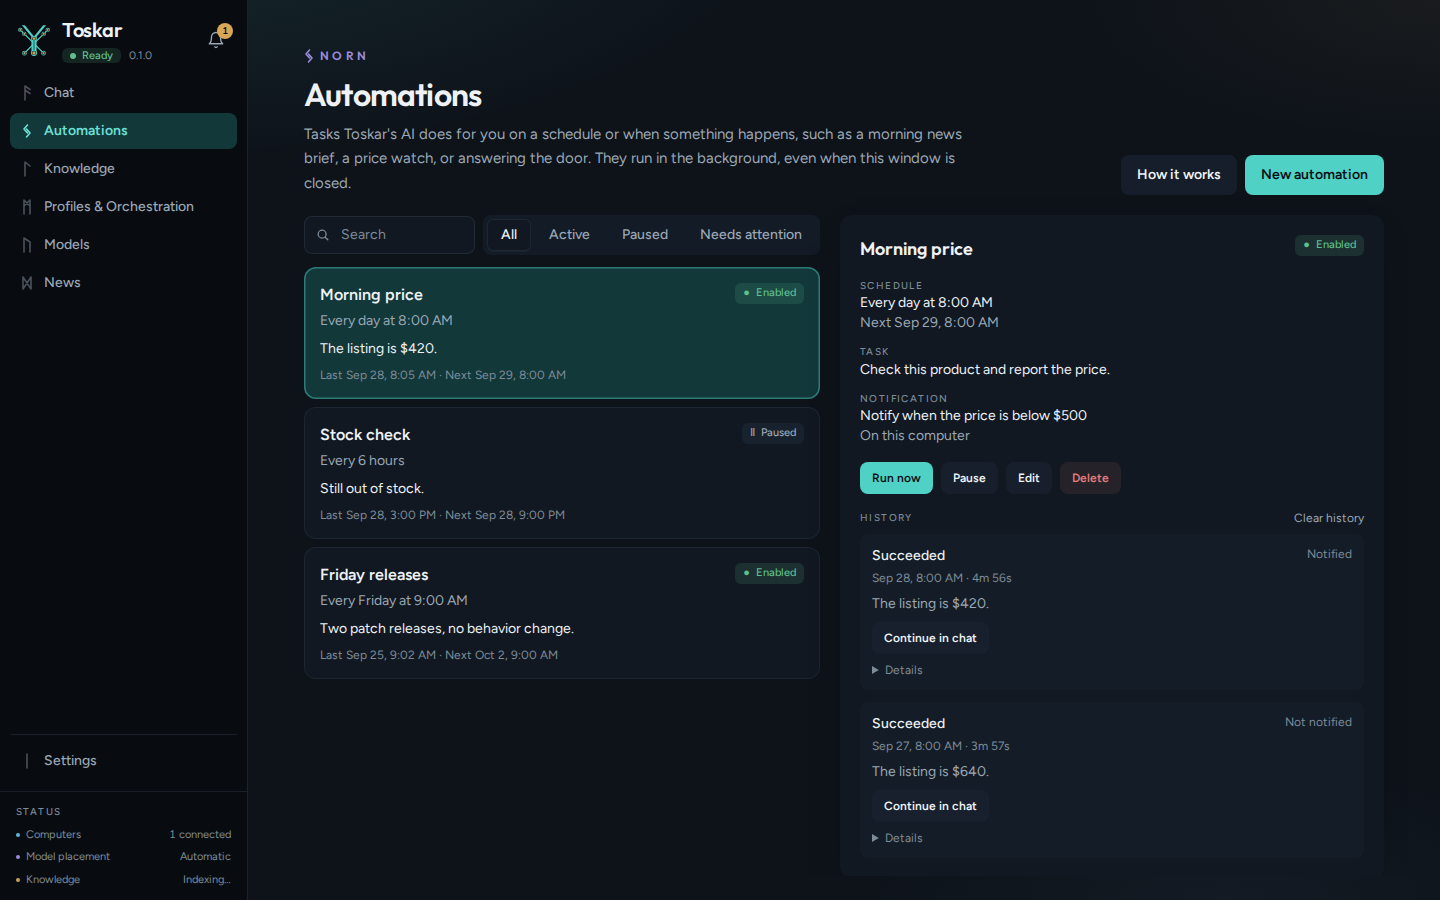 Toskar
Ready 0.1.0
1
Chat
Automations
Knowledge
Profiles & Orchestration
Models
News
Settings
STATUS
Computers 1 connected
Model placement Automatic
Knowledge Indexing...
NORN
Automations
Tasks Toskar's AI does for you on a schedule or when something happens, such as a morning news
brief, a price watch, or answering the door. They run in the background, even when this window is
closed.
How it works
New automation
Search
All Active Paused Needs attention
Morning price Enabled
Every day at 8:00 AM
The listing is $420.
Last Sep 28, 8:05 AM · Next Sep 29, 8:00 AM
Stock check Paused
Every 6 hours
Still out of stock.
Last Sep 28, 3:00 PM · Next Sep 28, 9:00 PM
Friday releases Enabled
Every Friday at 9:00 AM
Two patch releases, no behavior change.
Last Sep 25, 9:02 AM · Next Oct 2, 9:00 AM
Morning price Enabled
SCHEDULE
Every day at 8:00 AM
Next Sep 29, 8:00 AM
TASK
Check this product and report the price.
NOTIFICATION
Notify when the price is below $500
On this computer
Run now Pause Edit Delete
HISTORY Clear history
Succeeded Notified
Sep 28, 8:00 AM · 4m 56s
The listing is $420.
Continue in chat
Details
Succeeded Not notified
Sep 27, 8:00 AM · 3m 57s
The listing is $640.
Continue in chat
Details